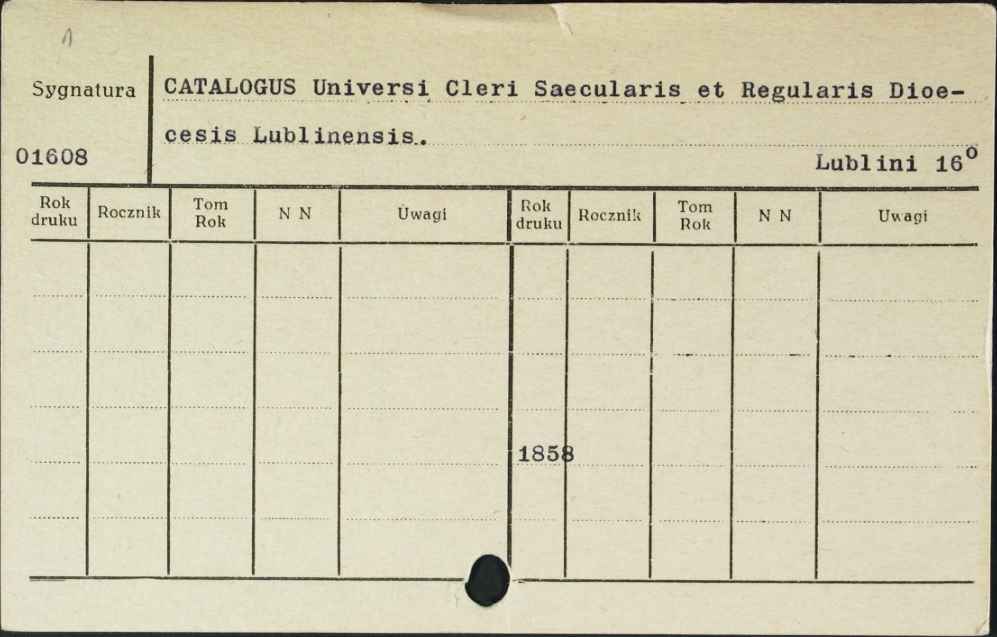 1
Sygnatura CATALOGUS Universi Cleri Saecularis et Regularis Dioe-
cesis Lublinensis.
01608 Lublini 16°
Rok druku Rocznik Tom Rok N N Uwagi Rok druku Rocznik Tom Rok N N Uwagi
1858